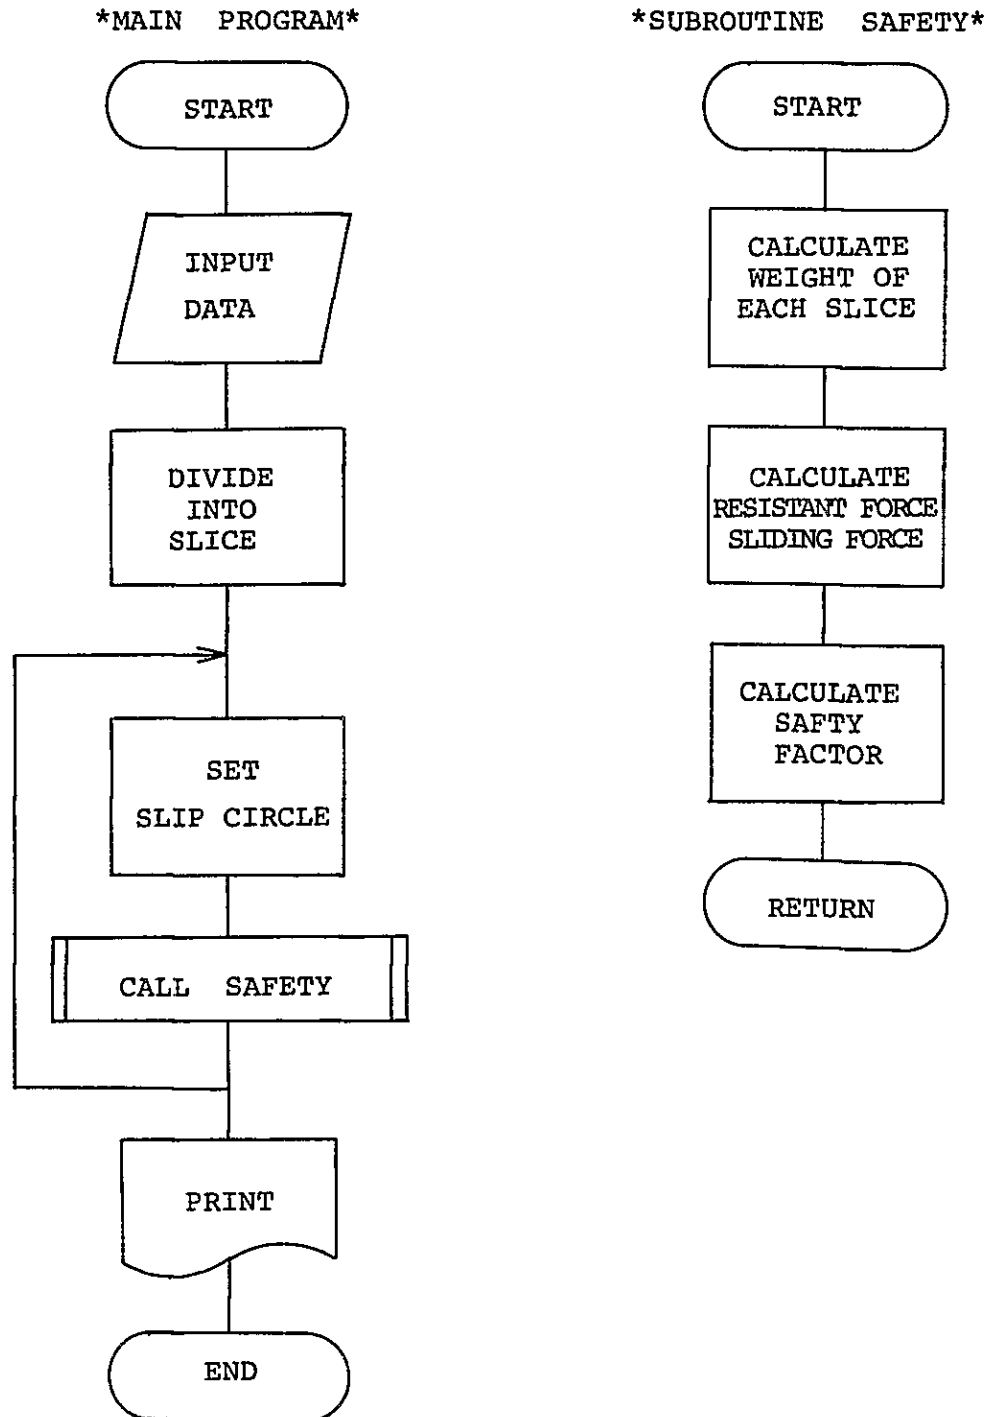 *MAIN PROGRAM*
START
INPUT
DATA
DIVIDE
INTO
SLICE
SET
SLIP CIRCLE
CALL SAFETY
PRINT
END
*SUBROUTINE SAFETY*
START
CALCULATE
WEIGHT OF
EACH SLICE
CALCULATE
RESISTANT FORCE
SLIDING FORCE
CALCULATE
SAFTY
FACTOR
RETURN